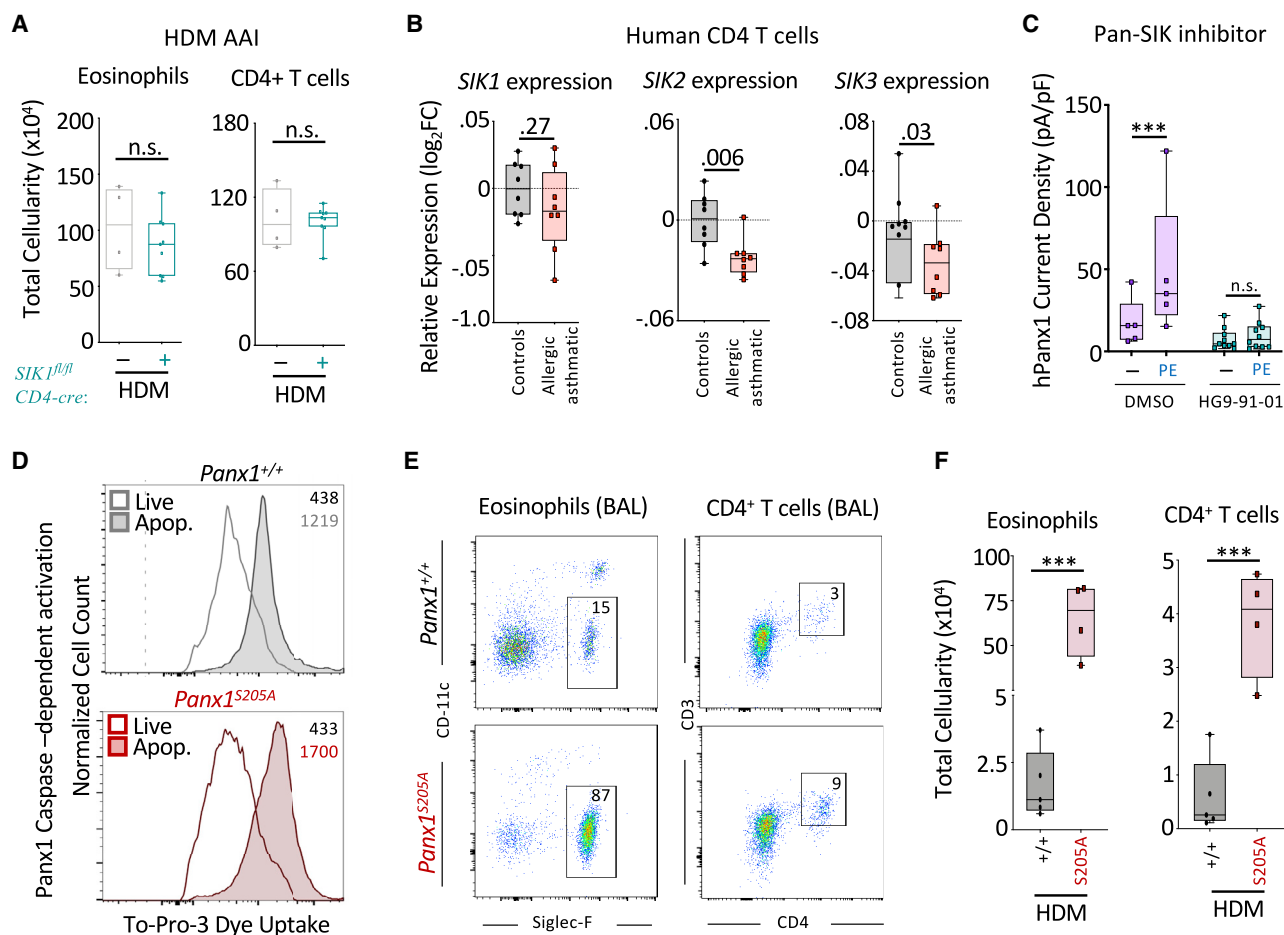 A
HDM AAI
Eosinophils
CD4+ T cells
Total Cellularity (x10⁴)
200
150
100
50
0
n.s.
180
120
60
0
n.s.
– + – +
SIK1fl/fl
CD4-cre:
HDM HDM
B
Human CD4 T cells
SIK1 expression
SIK2 expression
SIK3 expression
Relative Expression (log₂FC)
.05
0
-.05
-1.0
.27
.06
0
-.06
.006
.08
0.04
0
-.04
-.08
.03
Controls
Allergic
asthmatic
Controls
Allergic
asthmatic
Controls
Allergic
asthmatic
C
Pan-SIK inhibitor
hPanx1 Current Density (pA/pF)
150
100
50
0
***
n.s.
– PE – PE
DMSO HG9-91-01
D
Panx1 Caspase –dependent activation
Normalized Cell Count
Panx1+/+
Live
Apop.
438
1219
Panx1S205A
Live
Apop.
433
1700
To-Pro-3 Dye Uptake
E
Eosinophils (BAL)
CD4⁺ T cells (BAL)
Panx1+/+
Panx1S205A
CD-11c
CD3
15
3
87
9
Siglec-F
CD4
F
Eosinophils
CD4⁺ T cells
Total Cellularity (x10⁴)
100
75
50
5
2.5
0
***
5
4
3
2
1
0
***
+/+
S205A
HDM
+/+
S205A
HDM